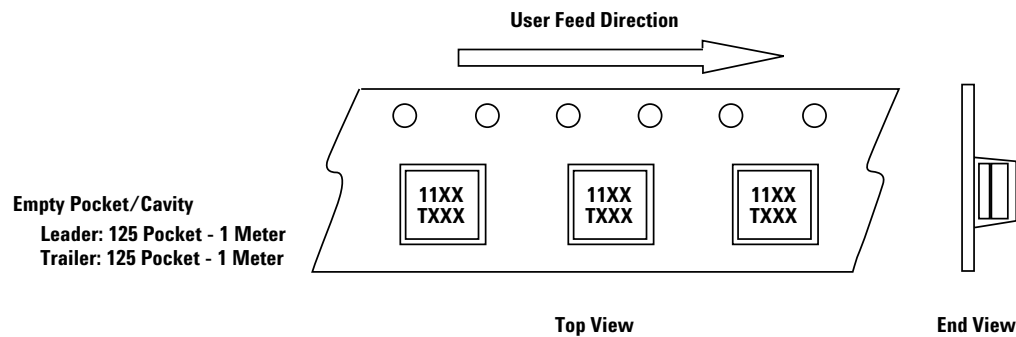 User Feed Direction
11XX
TXXX
11XX
TXXX
11XX
TXXX
Empty Pocket/Cavity
Leader: 125 Pocket - 1 Meter
Trailer: 125 Pocket - 1 Meter
Top View
End View